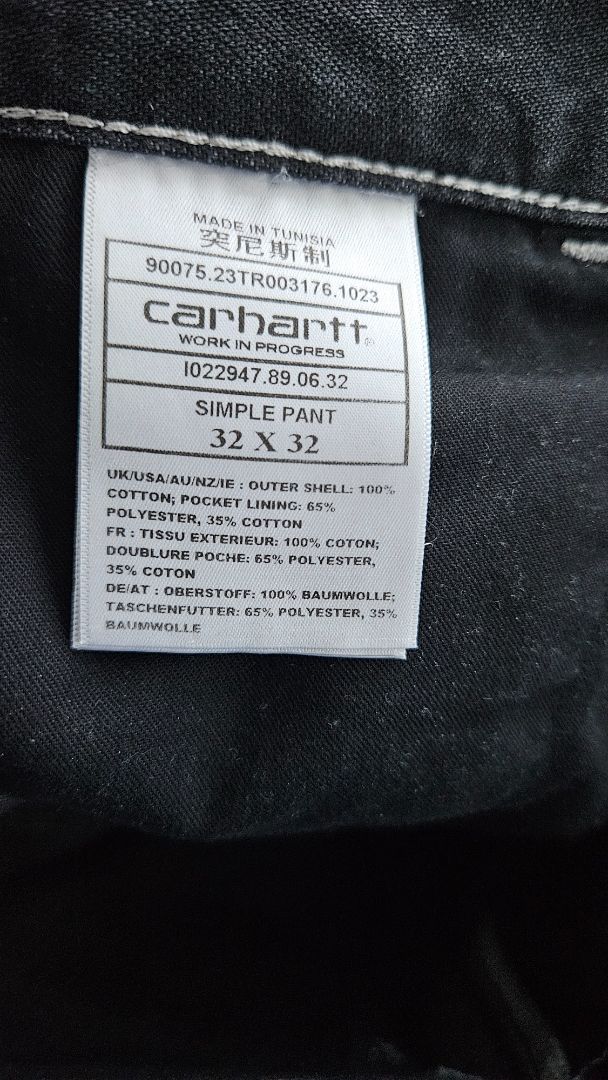 MADE IN TUNISIA
突尼斯制
90075.23TR003176.1023
carhartt®
WORK IN PROGRESS
I022947.89.06.32
SIMPLE PANT
32 X 32
UK/USA/AU/NZ/IE : OUTER SHELL: 100%
COTTON; POCKET LINING: 65%
POLYESTER, 35% COTTON
FR : TISSU EXTERIEUR: 100% COTON;
DOUBLURE POCHE: 65% POLYESTER,
35% COTON
DE/AT : OBERSTOFF: 100% BAUMWOLLE;
TASCHENFUTTER: 65% POLYESTER, 35%
BAUMWOLLE